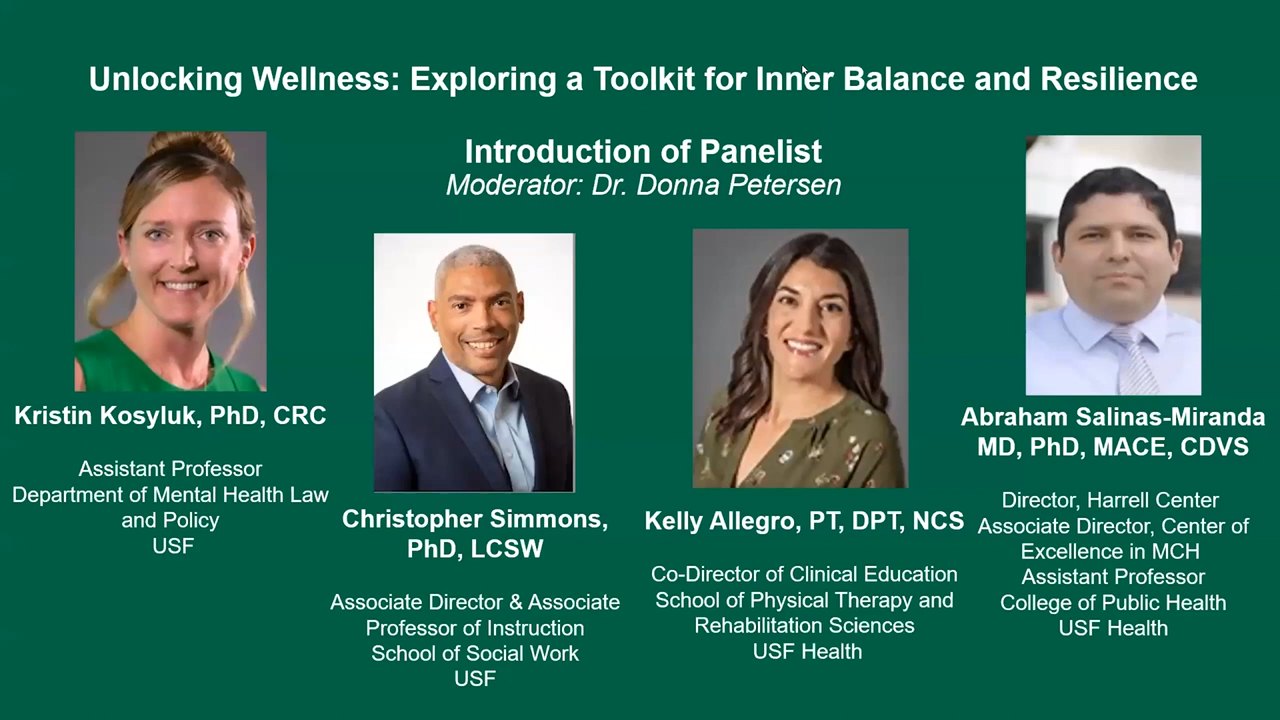 Unlocking Wellness: Exploring a Toolkit for Inner Balance and Resilience
Introduction of Panelist
Moderator: Dr. Donna Petersen
Kristin Kosyluk, PhD, CRC
Assistant Professor
Department of Mental Health Law
and Policy
USF
Christopher Simmons,
PhD, LCSW
Associate Director & Associate
Professor of Instruction
School of Social Work
USF
Kelly Allegro, PT, DPT, NCS
Co-Director of Clinical Education
School of Physical Therapy and
Rehabilitation Sciences
USF Health
Abraham Salinas-Miranda
MD, PhD, MACE, CDVS
Director, Harrell Center
Associate Director, Center of
Excellence in MCH
Assistant Professor
College of Public Health
USF Health